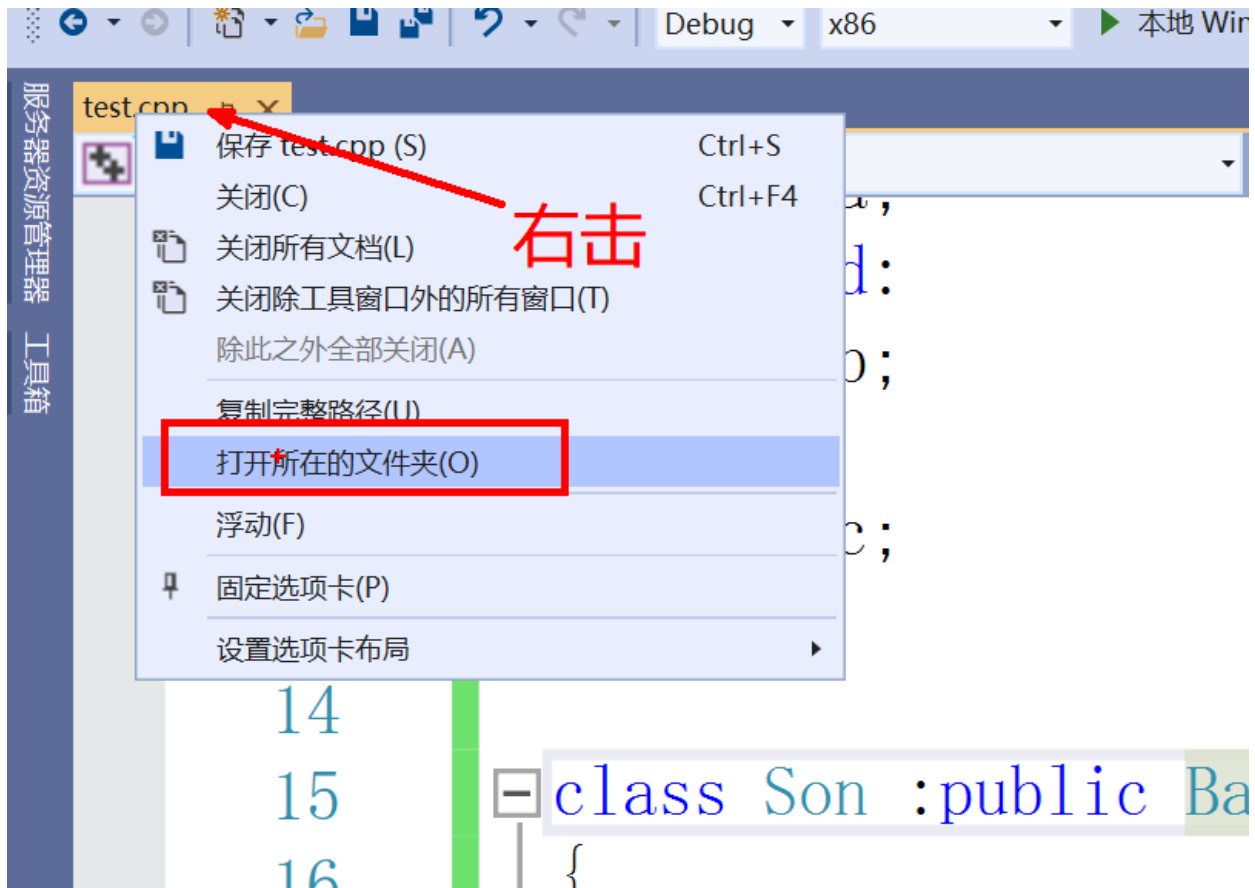 Debug x86 本地 Win
服务器资源管理器
工具箱
test.cpp
保存 test.cpp (S) Ctrl+S
关闭(C) Ctrl+F4
右击
关闭所有文档(L)
d:
关闭除工具窗口外的所有窗口(T)
除此之外全部关闭(A)
b;
复制完整路径(U)
打开所在的文件夹(O)
浮动(F)
c;
固定选项卡(P)
设置选项卡布局
14
15 class Son :public Ba
16 {